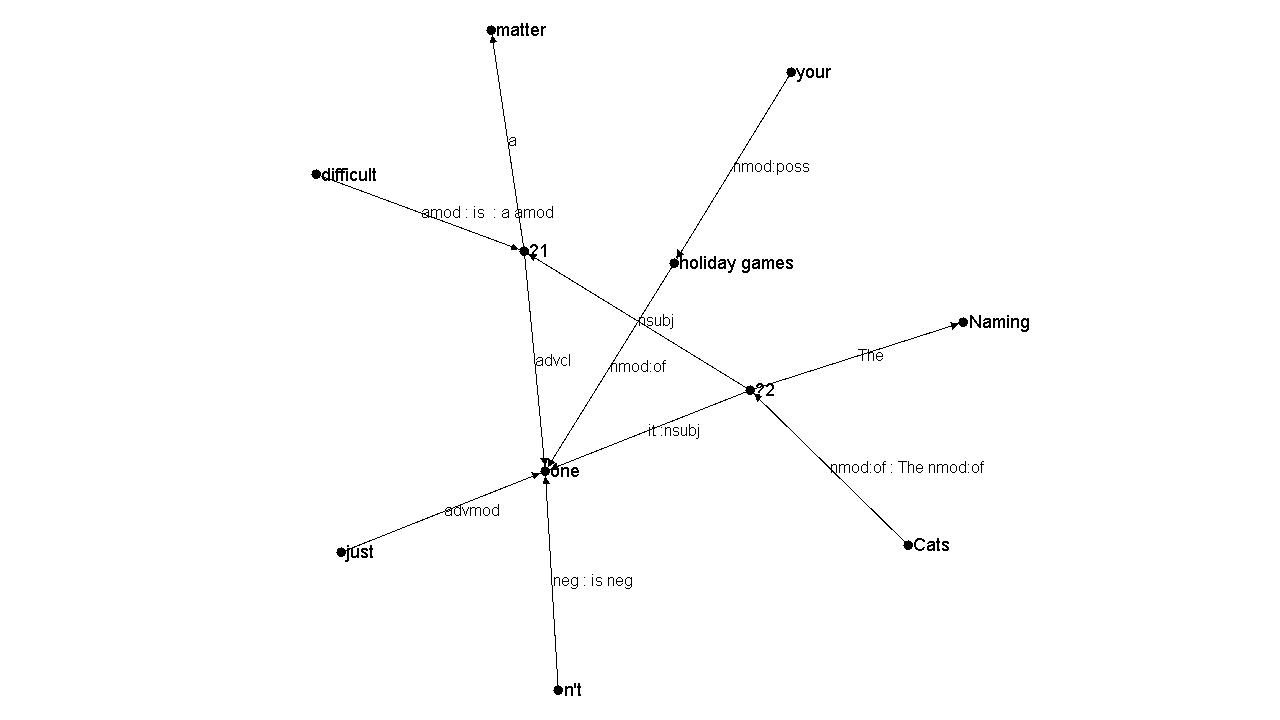 matter
your
a
nmod:poss
difficult
amod : is  : a amod
?1
holiday games
nsubj
Naming
The
advcl
nmod:of
?2
it :nsubj
nmod:of : The nmod:of
one
advmod
just
Cats
neg : is neg
n't